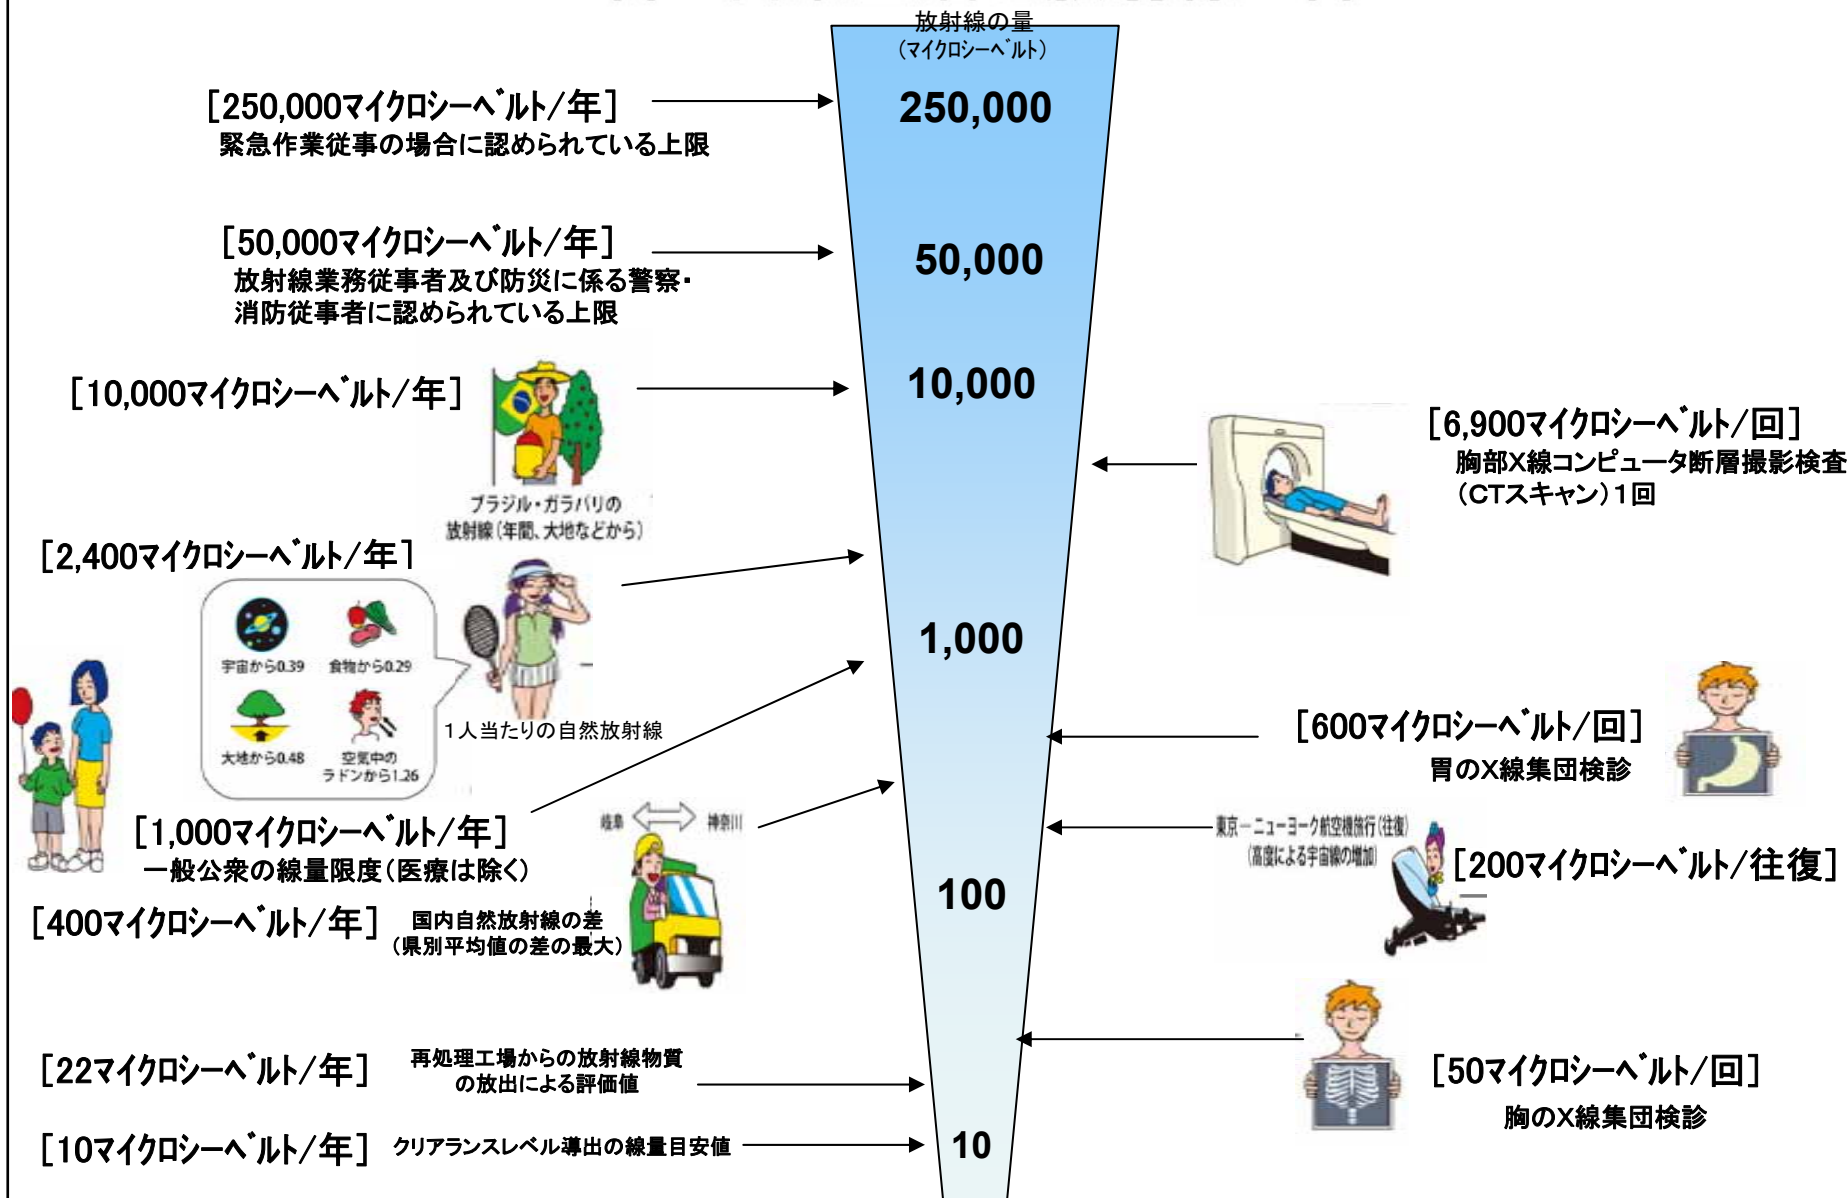 放射線の量
(マイクロシーベルト)
250,000
50,000
10,000
1,000
100
10
[250,000マイクロシーベルト/年]
緊急作業従事の場合に認められている上限
[50,000マイクロシーベルト/年]
放射線業務従事者及び防災に係る警察・
消防従事者に認められている上限
[10,000マイクロシーベルト/年]
ブラジル・ガラパリの
放射線(年間、大地などから)
[2,400マイクロシーベルト/年]
宇宙から0.39
食物から0.29
大地から0.48
空気中の
ラドンから1.26
1人当たりの自然放射線
[1,000マイクロシーベルト/年]
一般公衆の線量限度(医療は除く)
岐阜
神奈川
[400マイクロシーベルト/年]
国内自然放射線の差
(県別平均値の差の最大)
[22マイクロシーベルト/年]
再処理工場からの放射線物質
の放出による評価値
[10マイクロシーベルト/年]
クリアランスレベル導出の線量目安値
[6,900マイクロシーベルト/回]
胸部X線コンピュータ断層撮影検査
(CTスキャン)1回
[600マイクロシーベルト/回]
胃のX線集団検診
東京ーニューヨーク航空機旅行(往復)
(高度による宇宙線の増加)
[200マイクロシーベルト/往復]
[50マイクロシーベルト/回]
胸のX線集団検診